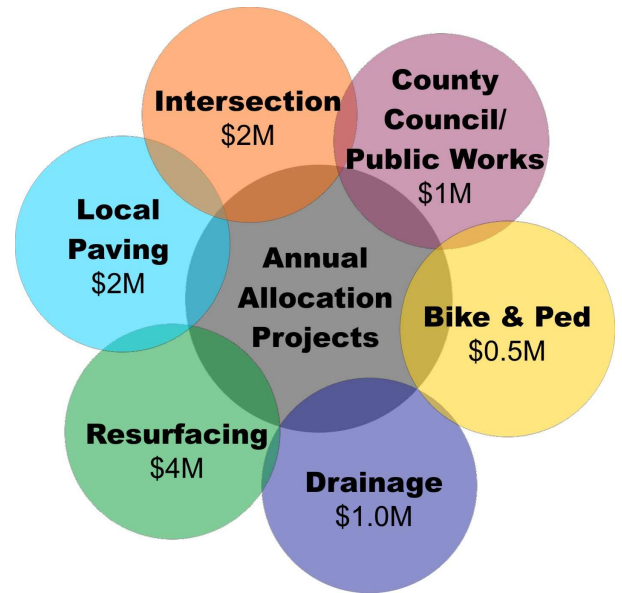 Intersection
$2M
County
Council/
Public Works
$1M
Local
Paving
$2M
Annual
Allocation
Projects
Bike & Ped
$0.5M
Resurfacing
$4M
Drainage
$1.0M